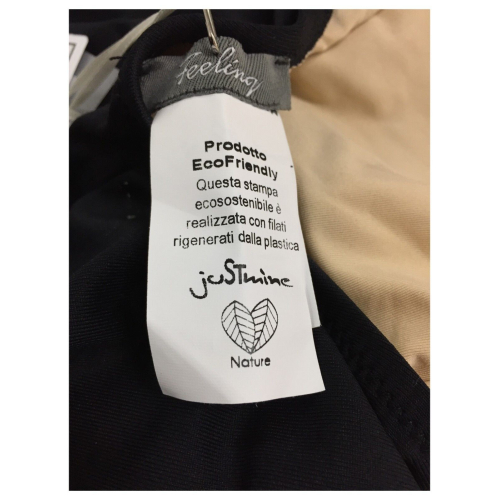 Feeling
Prodotto
EcoFriendly
Questa stampa
ecosostenibile è
realizzata con filati
rigenerati dalla plastica
juSTmine
Nature